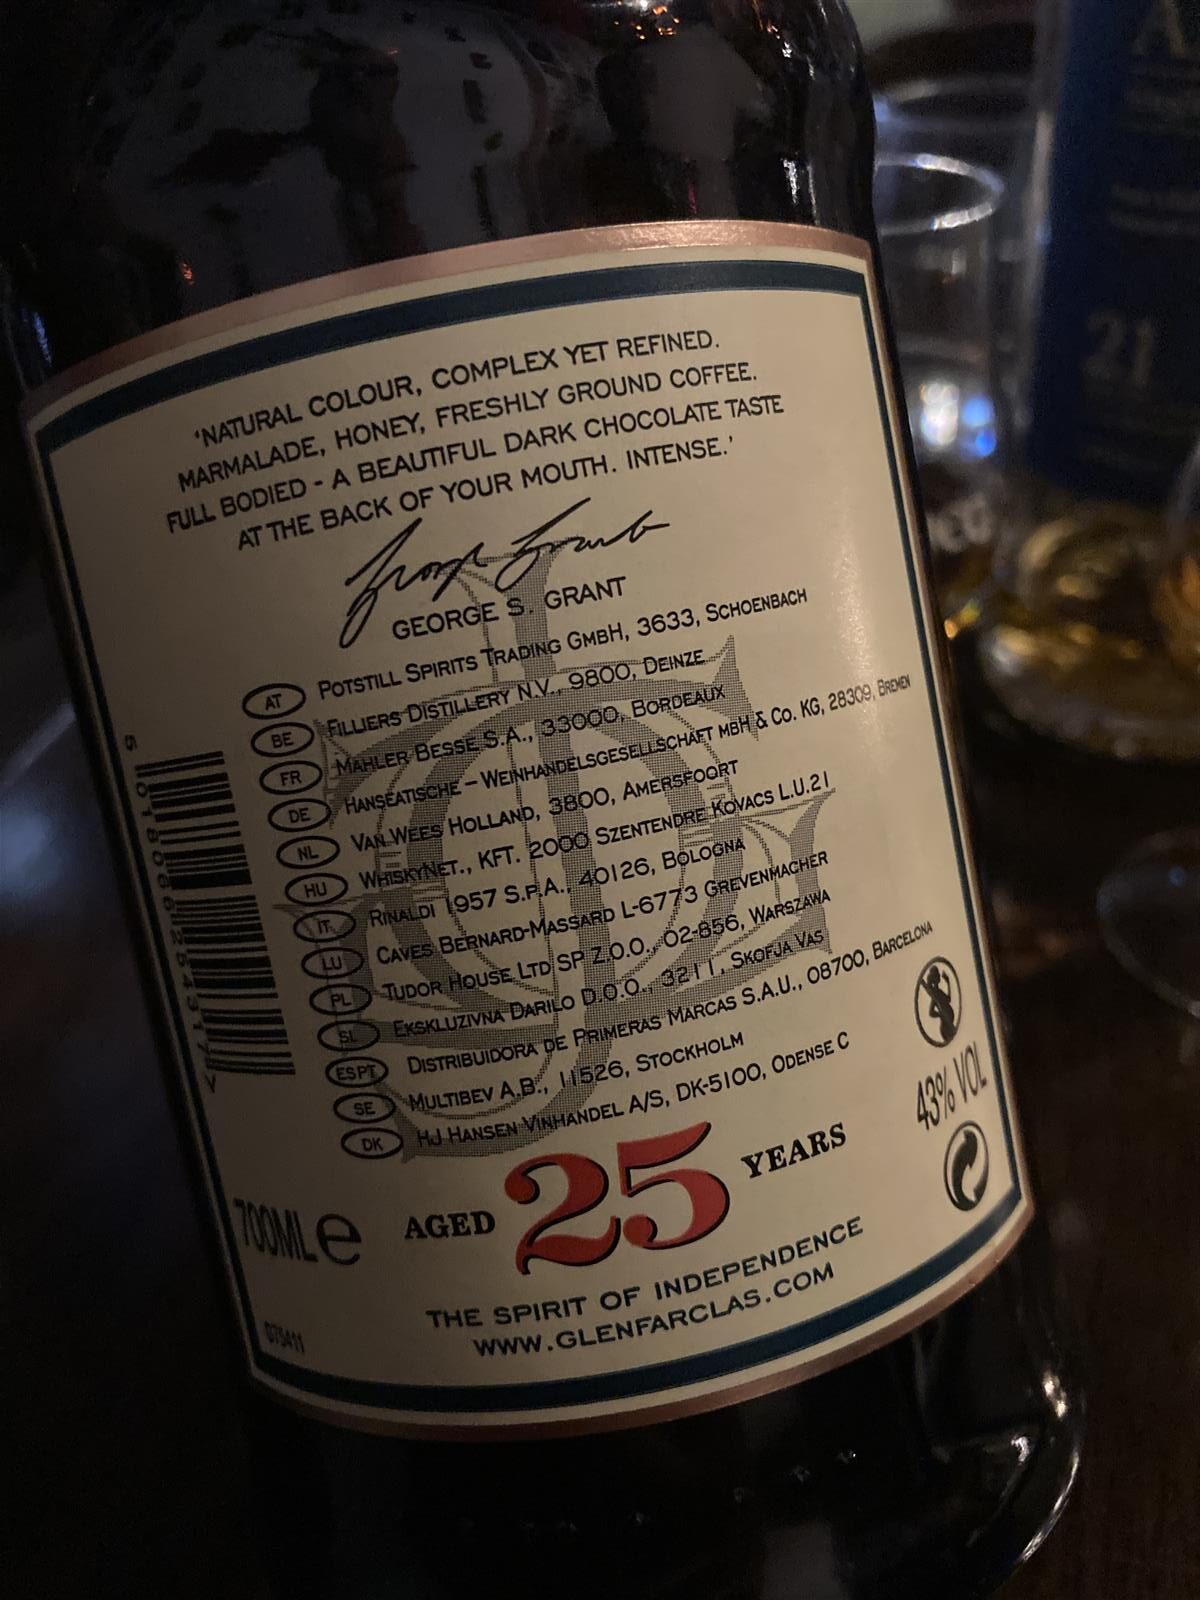 'NATURAL COLOUR, COMPLEX YET REFINED.
MARMALADE, HONEY, FRESHLY GROUND COFFEE.
FULL BODIED - A BEAUTIFUL DARK CHOCOLATE TASTE
AT THE BACK OF YOUR MOUTH. INTENSE.'
George Grant
GEORGE S. GRANT
AT POTSTILL SPIRITS TRADING GMBH, 3633, SCHOENBACH
BE FILLIERS DISTILLERY N.V., 9800, DEINZE
FR MAHLER BESSE S.A., 33000, BORDEAUX
DE HANSEATISCHE – WEINHANDELSGESELLSCHAFT MBH & CO. KG, 28309, BREMEN
NL VAN WEES HOLLAND, 3800, AMERSFOORT
HU WHISKYNET., KFT. 2000 SZENTENDRE KOVACS L.U.21
IT RINALDI 1957 S.P.A., 40126, BOLOGNA
LU CAVES BERNARD-MASSARD L-6773 GREVENMACHER
PL TUDOR HOUSE LTD SP Z.O.O., 02-856, WARSZAWA
SL EKSKLUZIVNA DARILO D.O.O., 3211, SKOFJA VAS
ESPT DISTRIBUIDORA DE PRIMERAS MARCAS S.A.U., 08700, BARCELONA
SE MULTIBEV A.B., 11526, STOCKHOLM
DK HJ HANSEN VINHANDEL A/S, DK-5100, ODENSE C
43% VOL
700ML e
AGED 25 YEARS
THE SPIRIT OF INDEPENDENCE
WWW.GLENFARCLAS.COM
21